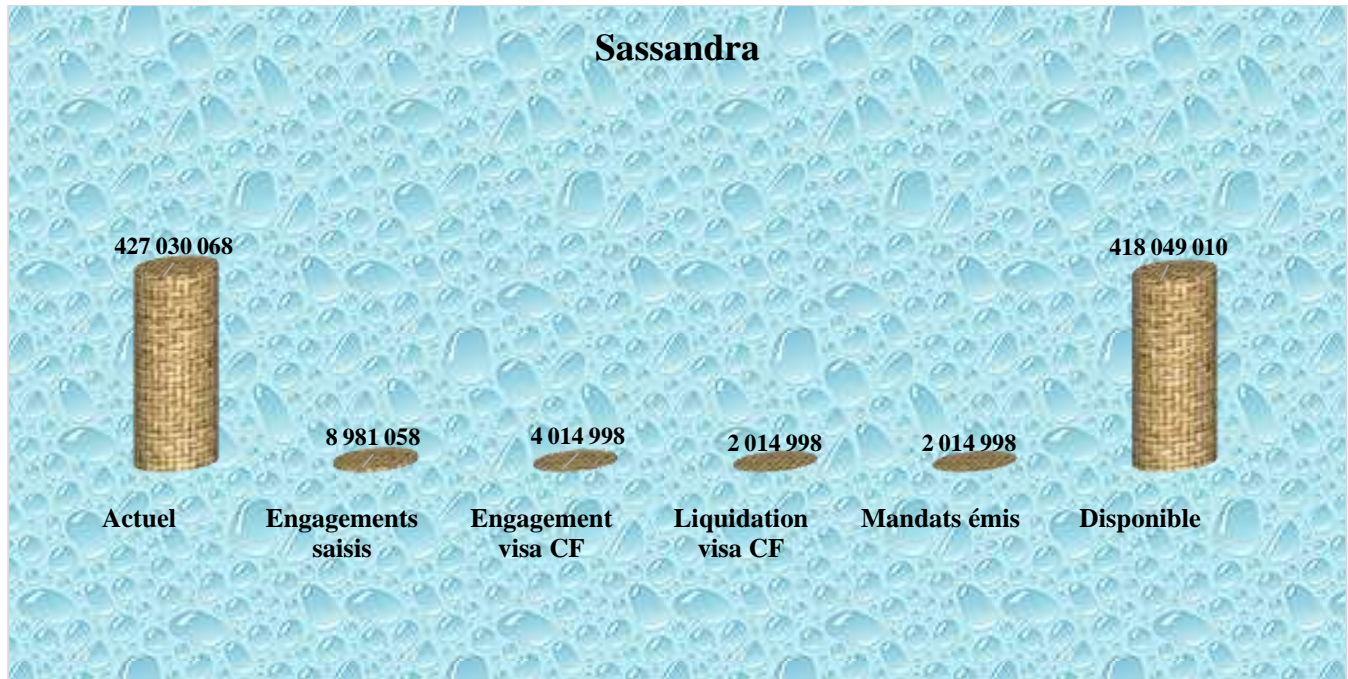 Sassandra
427 030 068
418 049 010
8 981 058
4 014 998
2 014 998
2 014 998
Actuel
Engagements
saisis
Engagement
visa CF
Liquidation
visa CF
Mandats émis
Disponible